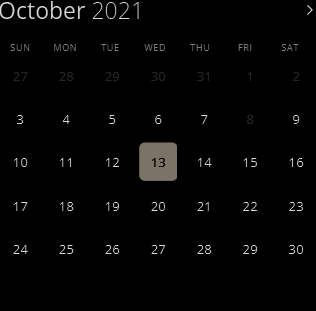 October 2021
SUN MON TUE WED THU FRI SAT
27 28 29 30 31 1 2
3 4 5 6 7 8 9
10 11 12 13 14 15 16
17 18 19 20 21 22 23
24 25 26 27 28 29 30